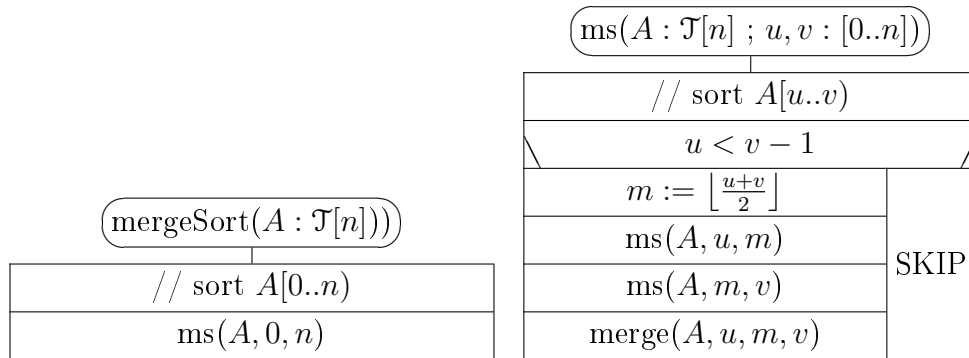 mergeSort(A : 𝒯[n]))
// sort A[0..n)
ms(A, 0, n)
ms(A : 𝒯[n] ; u, v : [0..n])
// sort A[u..v)
u < v − 1
m := ⌊(u+v)/2⌋
ms(A, u, m)
ms(A, m, v)
merge(A, u, m, v)
SKIP